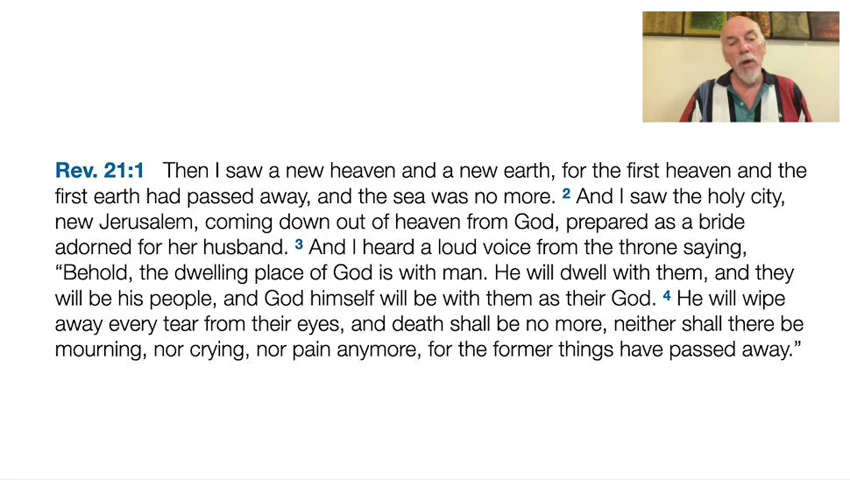 Rev. 21:1 Then I saw a new heaven and a new earth, for the first heaven and the
first earth had passed away, and the sea was no more. 2 And I saw the holy city,
new Jerusalem, coming down out of heaven from God, prepared as a bride
adorned for her husband. 3 And I heard a loud voice from the throne saying,
“Behold, the dwelling place of God is with man. He will dwell with them, and they
will be his people, and God himself will be with them as their God. 4 He will wipe
away every tear from their eyes, and death shall be no more, neither shall there be
mourning, nor crying, nor pain anymore, for the former things have passed away.”